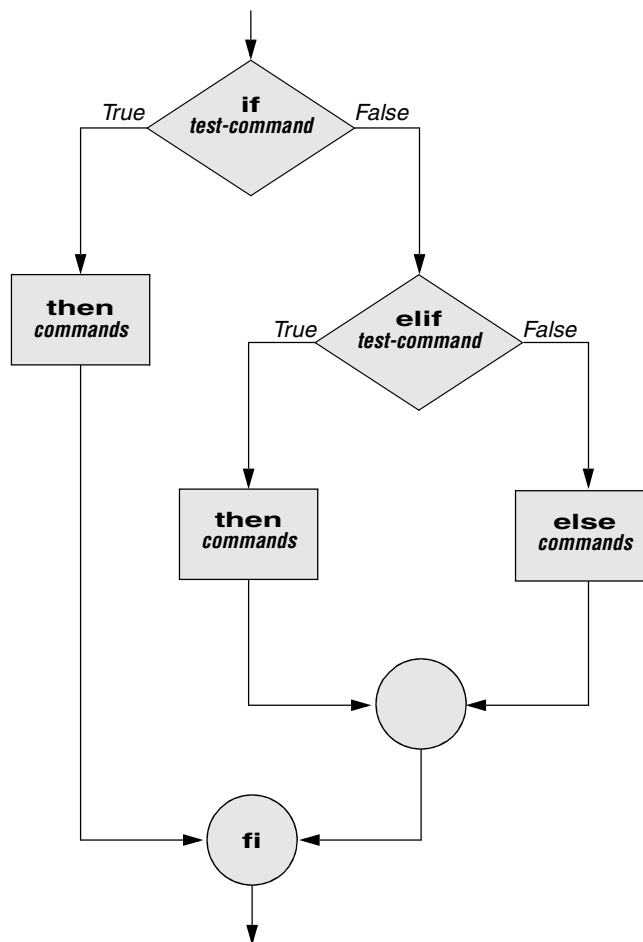 if
test-command
True
False
then
commands
elif
test-command
True
False
then
commands
else
commands
fi